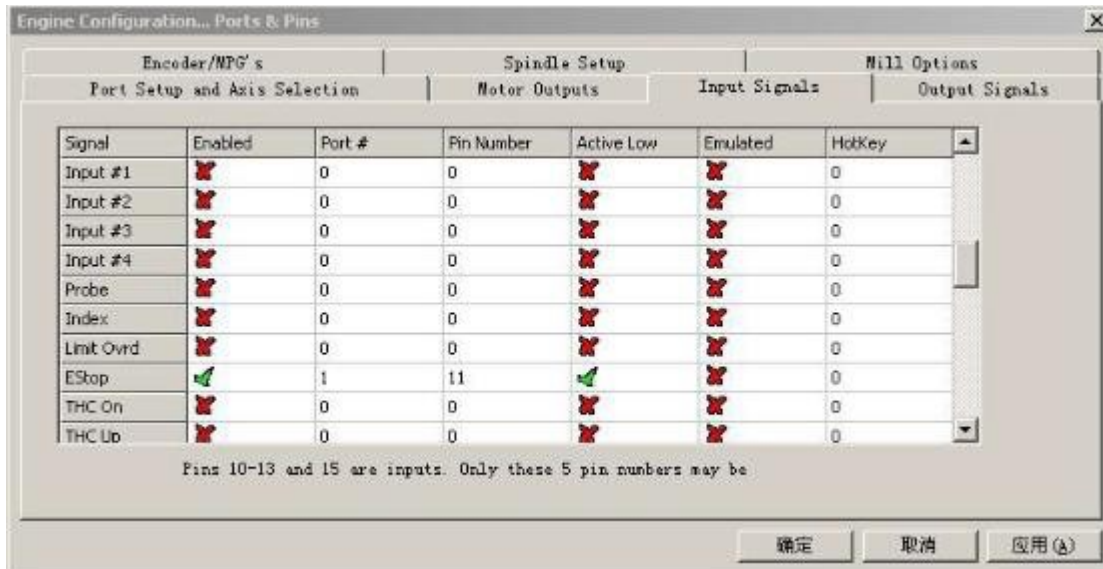 Engine Configuration... Ports & Pins
Encoder/MPG's Spindle Setup Mill Options
Port Setup and Axis Selection Motor Outputs Input Signals Output Signals
Signal Enabled Port # Pin Number Active Low Emulated HotKey
Input #1 0 0 0
Input #2 0 0 0
Input #3 0 0 0
Input #4 0 0 0
Probe 0 0 0
Index 0 0 0
Limit Ovrd 0 0 0
EStop 1 11 0
THC On 0 0 0
THC Up 0 0 0
Pins 10-13 and 15 are inputs. Only these 5 pin numbers may be
确定 取消 应用(A)